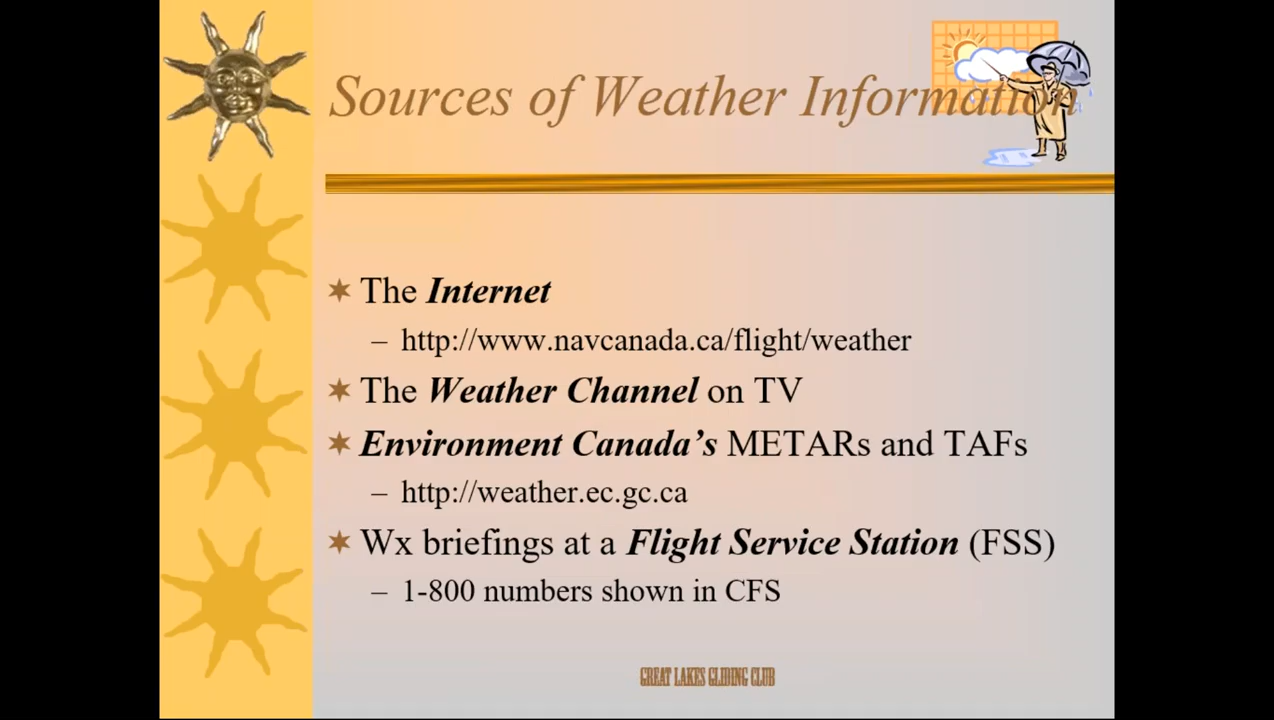 Sources of Weather Information
The Internet
– http://www.navcanada.ca/flight/weather
The Weather Channel on TV
Environment Canada’s METARs and TAFs
– http://weather.ec.gc.ca
Wx briefings at a Flight Service Station (FSS)
– 1-800 numbers shown in CFS
GREAT LAKES GLIDING CLUB